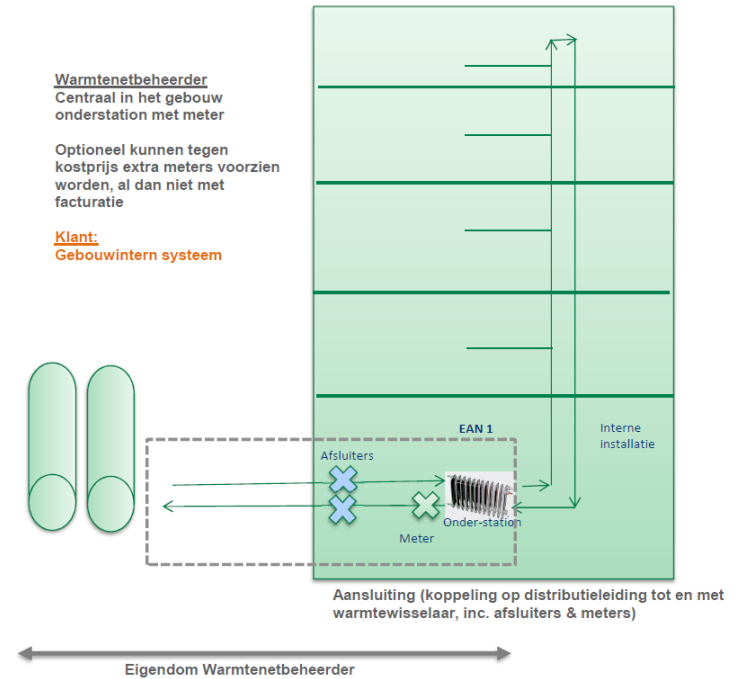 Warmtenetbeheerder
Centraal in het gebouw
onderstation met meter
Optioneel kunnen tegen
kostprijs extra meters voorzien
worden, al dan niet met
facturatie
Klant:
Gebouwintern systeem
EAN 1
Interne
installatie
Afsluiters
Onder-station
Meter
Aansluiting (koppeling op distributieleiding tot en met
warmtewisselaar, inc. afsluiters & meters)
Eigendom Warmtenetbeheerder